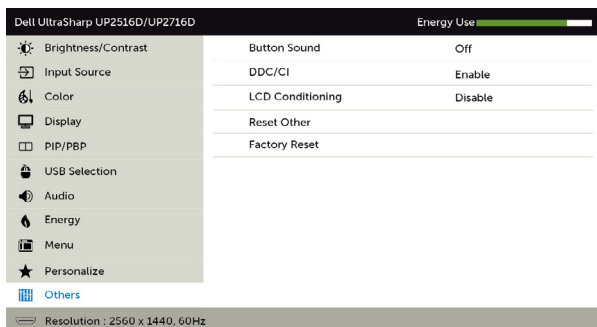 Dell UltraSharp UP2516D/UP2716D Energy Use
Brightness/Contrast Button Sound Off
Input Source DDC/CI Enable
Color LCD Conditioning Disable
Display Reset Other
PIP/PBP Factory Reset
USB Selection
Audio
Energy
Menu
Personalize
Others
Resolution : 2560 x 1440, 60Hz